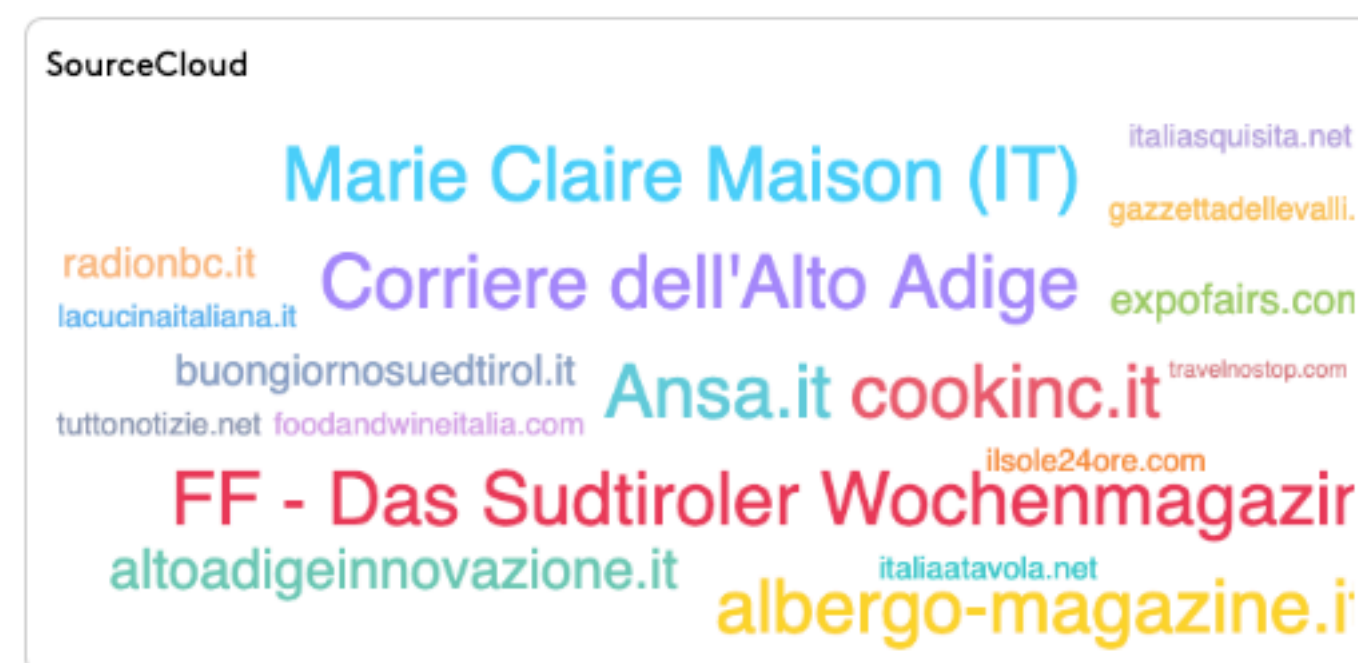 SourceCloud
italiasquisita.net
Marie Claire Maison (IT)
gazzettadellevalli.
radionbc.it
Corriere dell'Alto Adige
expofairs.con
lacucinaitaliana.it
buongiornosuedtirol.it
Ansa.it
cookinc.it
travelnostop.com
tuttonotizie.net
foodandwineitalia.com
ilsole24ore.com
FF - Das Sudtiroler Wochenmagazin
altoadigeinnovazione.it
italiaatavola.net
albergo-magazine.i